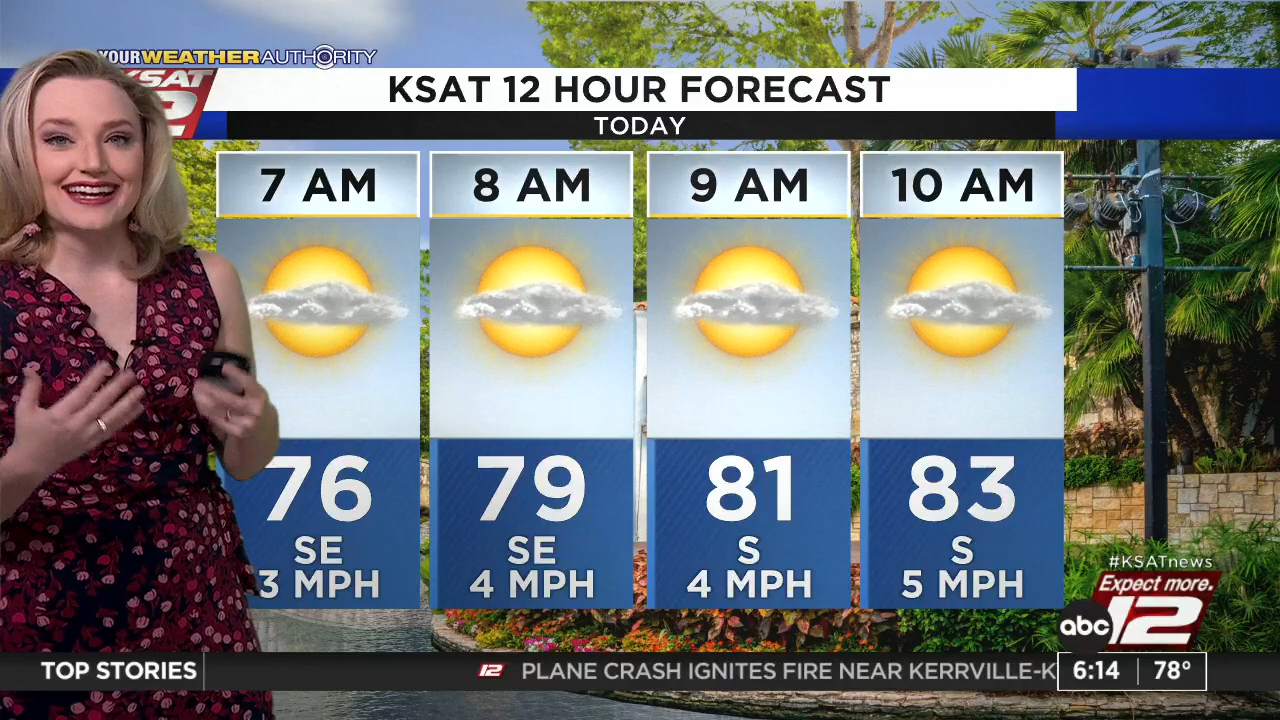 YOUR WEATHER AUTHORITY
KSAT
12
KSAT 12 HOUR FORECAST
TODAY
7 AM
8 AM
9 AM
10 AM
76
79
81
83
SE
SE
S
S
3 MPH
4 MPH
4 MPH
5 MPH
#KSATnews
Expect more.
abc 12
TOP STORIES
12 PLANE CRASH IGNITES FIRE NEAR KERRVILLE-K
6:14 78°